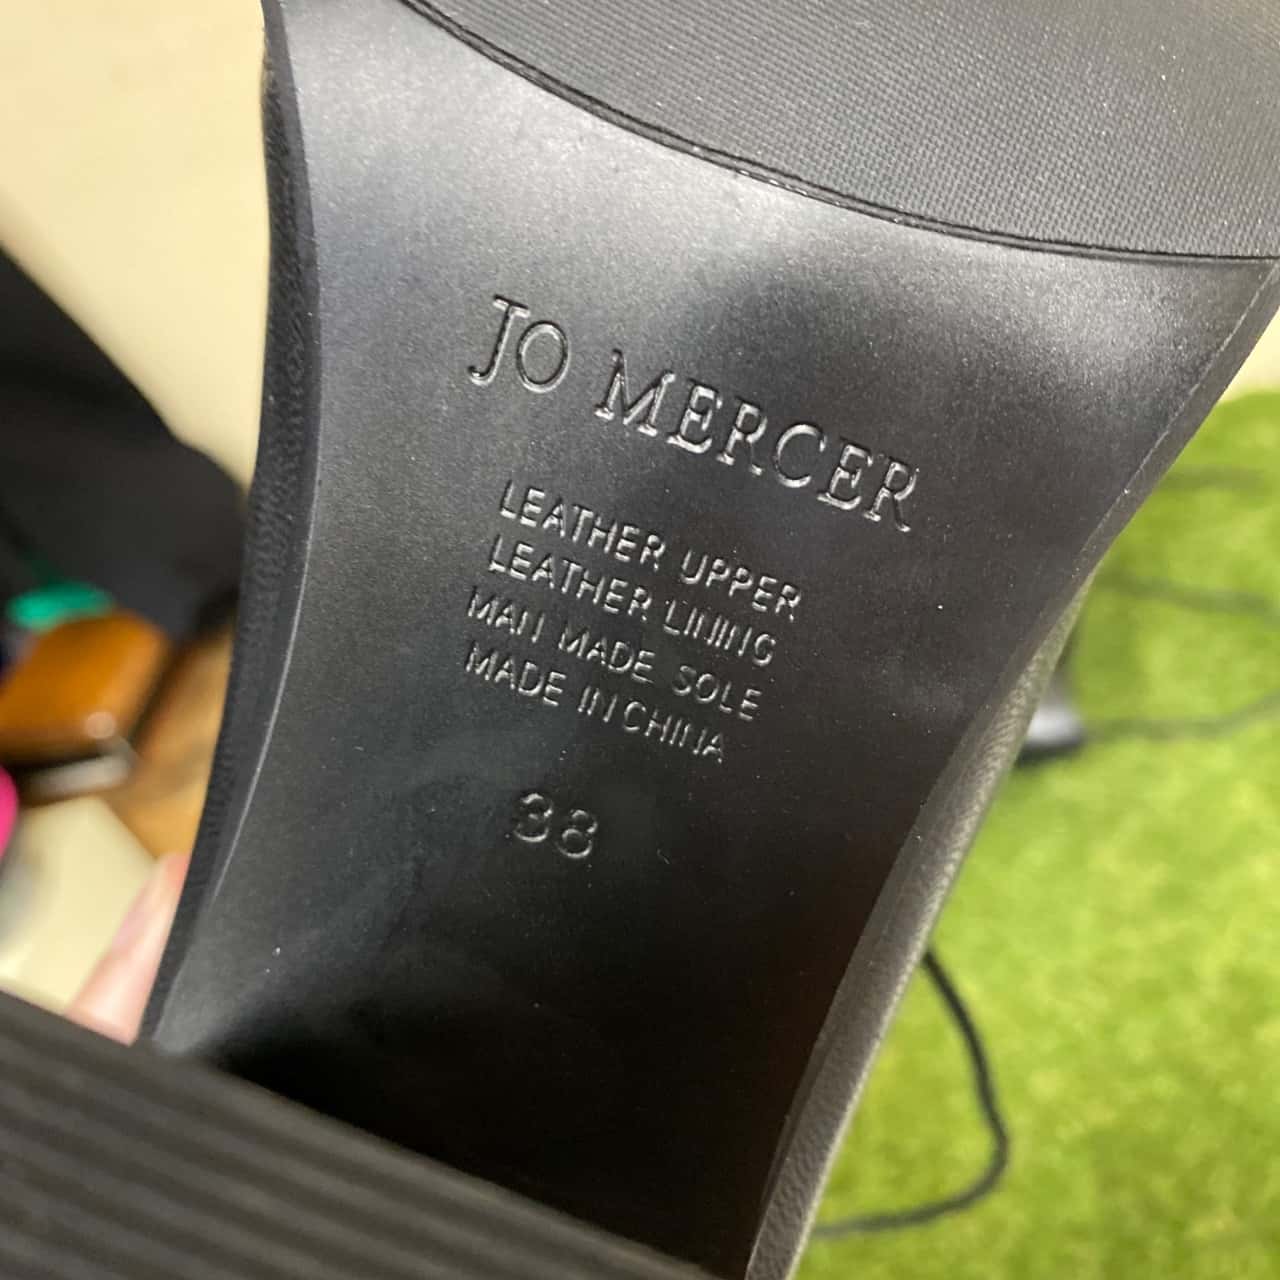 JO MERCER
LEATHER UPPER
LEATHER LINING
MAN MADE SOLE
MADE IN CHINA
38